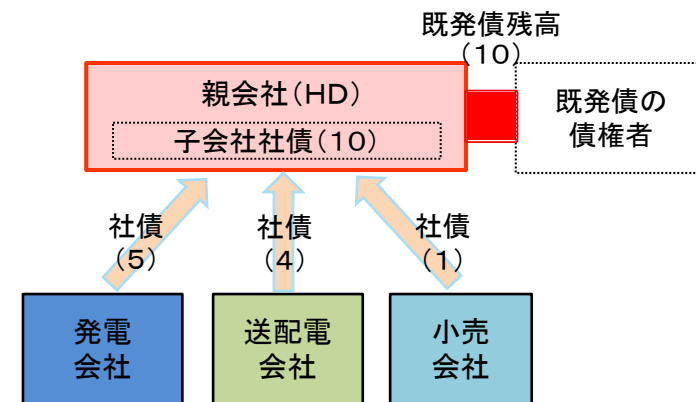 既発債残高
(10)
親会社(HD)
子会社社債(10)
既発債の
債権者
社債
(5)
社債
(4)
社債
(1)
発電
会社
送配電
会社
小売
会社